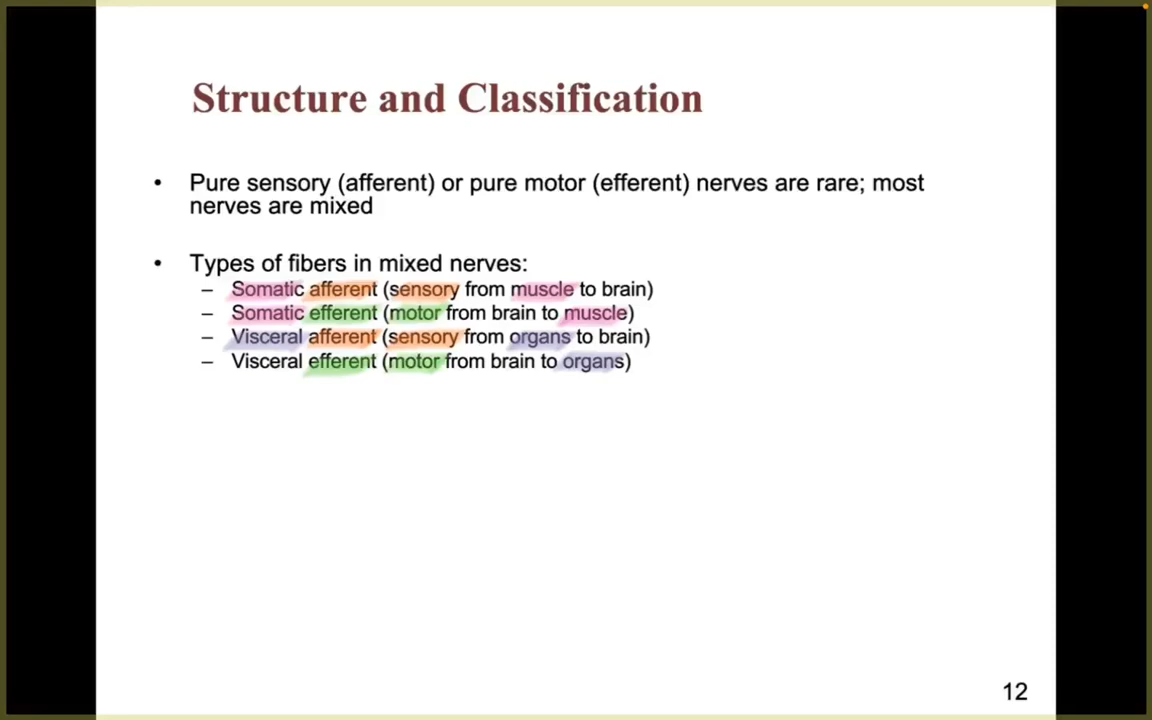 Structure and Classification
• Pure sensory (afferent) or pure motor (efferent) nerves are rare; most
nerves are mixed
• Types of fibers in mixed nerves:
– Somatic afferent (sensory from muscle to brain)
– Somatic efferent (motor from brain to muscle)
– Visceral afferent (sensory from organs to brain)
– Visceral efferent (motor from brain to organs)
12